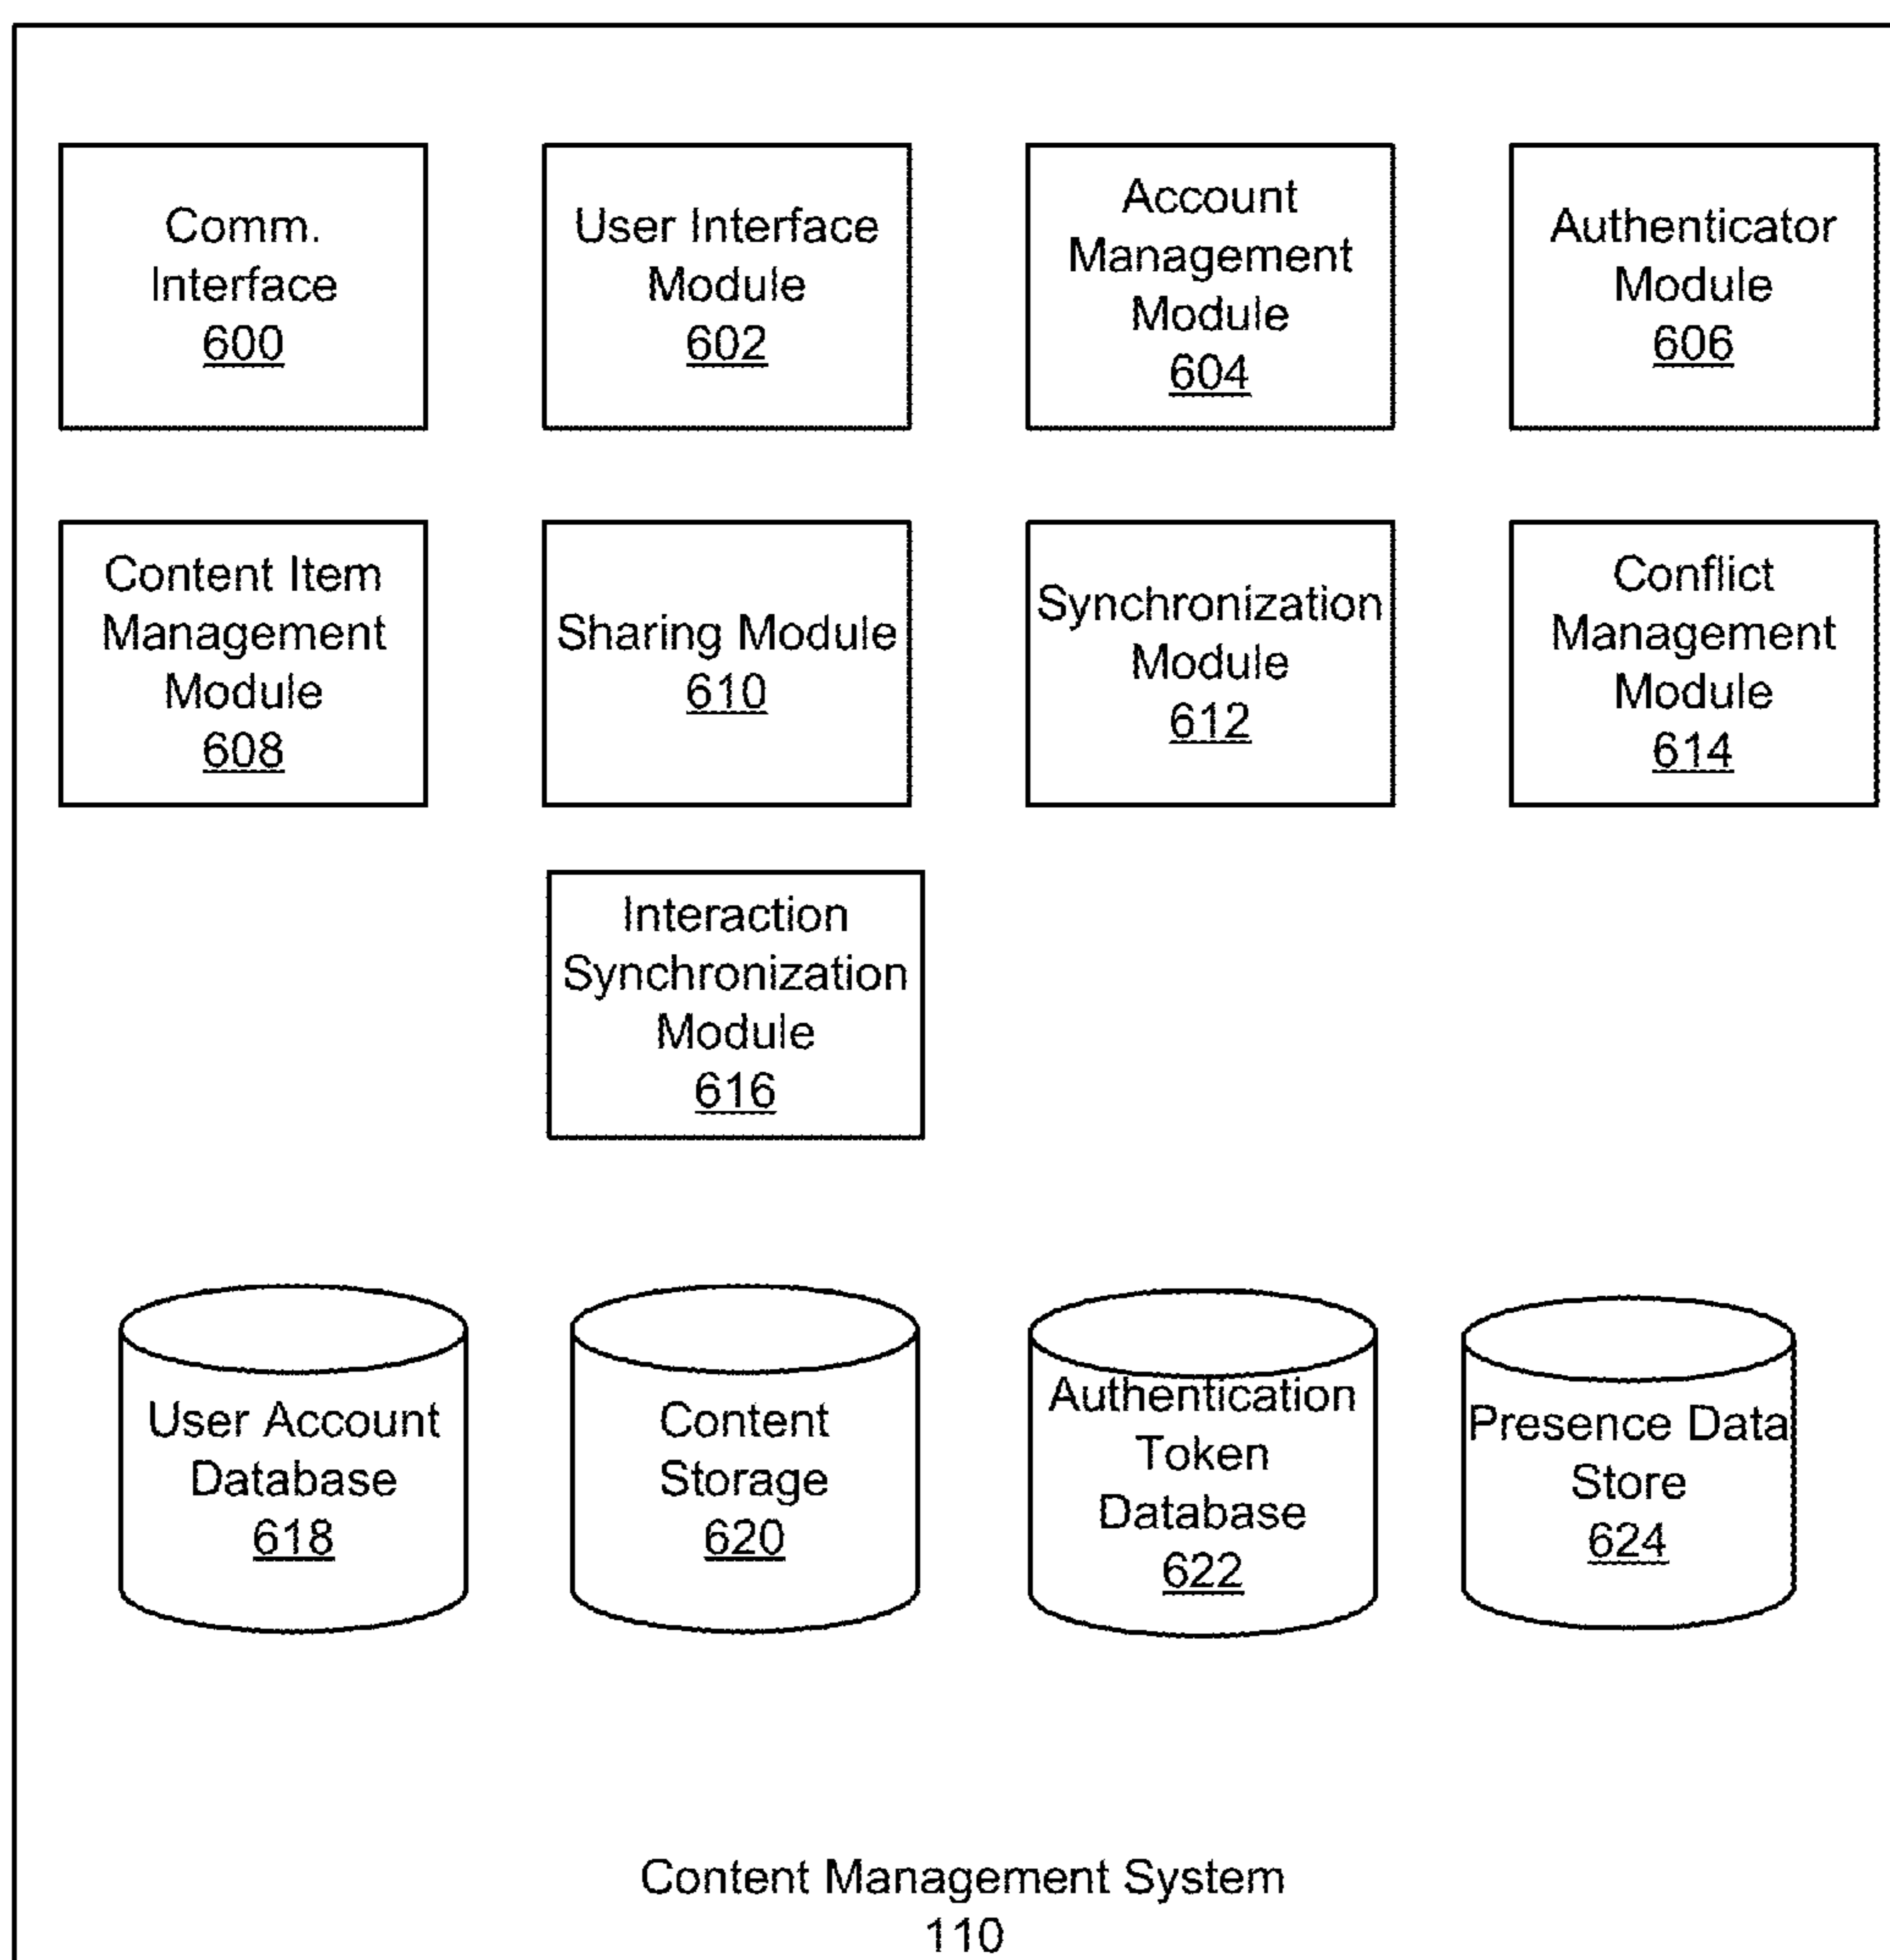 Comm.
Interface
600
User Interface
Module
602
Account
Management
Module
604
Authenticator
Module
606
Content Item
Management
Module
608
Sharing Module
610
Synchronization
Module
612
Conflict
Management
Module
614
Interaction
Synchronization
Module
616
User Account
Database
618
Content
Storage
620
Authentication
Token
Database
622
Presence Data
Store
624
Content Management System
110